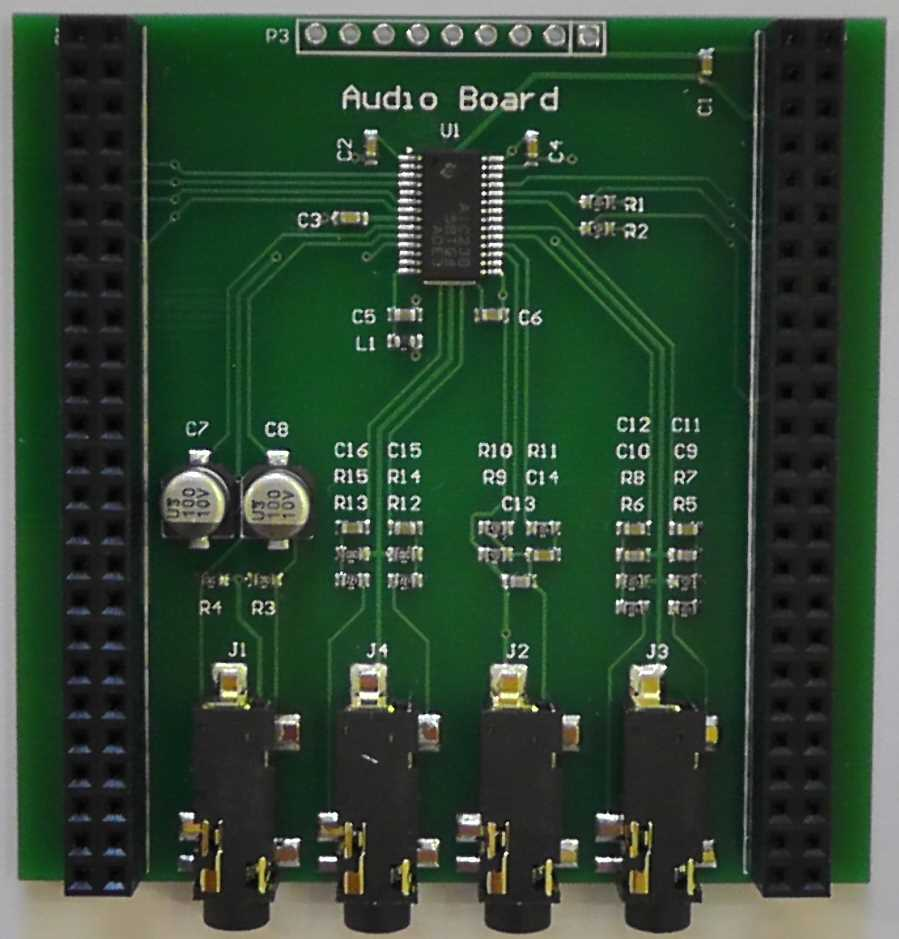 P3
Audio Board
C1
U1
C2
C4
C3
R1
R2
C5
C6
L1
C7 C8
C12 C11
C16 C15 R10 R11 C10 C9
R15 R14 R9 C14 R8 R7
R13 R12 C13 R6 R5
100 100
10V 10V
R4 R3
J1 J4 J2 J3